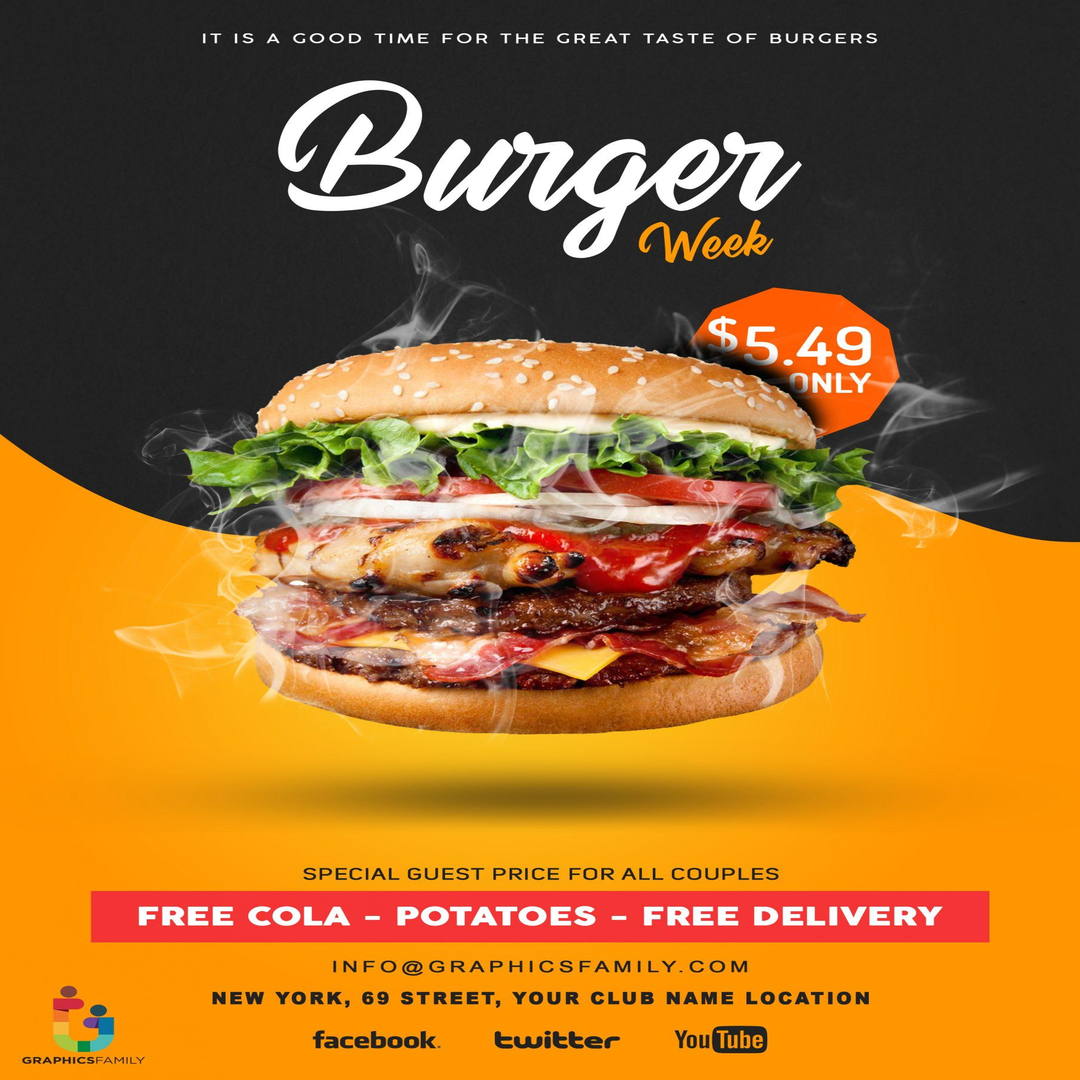 IT IS A GOOD TIME FOR THE GREAT TASTE OF BURGERS
Burger
Week
$5.49
ONLY
SPECIAL GUEST PRICE FOR ALL COUPLES
FREE COLA - POTATOES - FREE DELIVERY
INFO@GRAPHICSFAMILY.COM
NEW YORK, 69 STREET, YOUR CLUB NAME LOCATION
facebook. twitter YouTube
GRAPHICSFAMILY